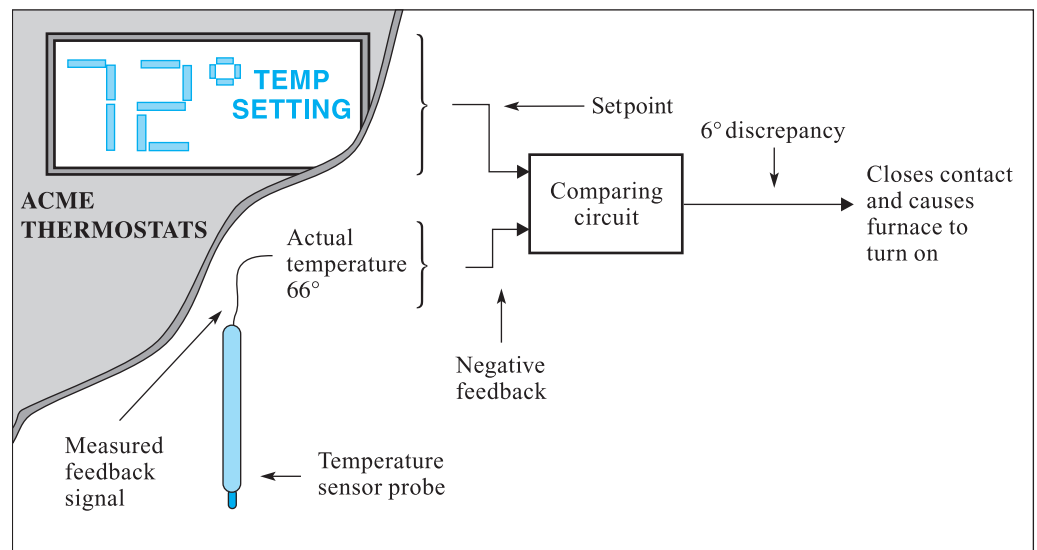 72° TEMP
SETTING
ACME
THERMOSTATS
Setpoint
6° discrepancy
Comparing
circuit
Closes contact
and causes
furnace to
turn on
Actual
temperature
66°
Negative
feedback
Measured
feedback
signal
Temperature
sensor probe